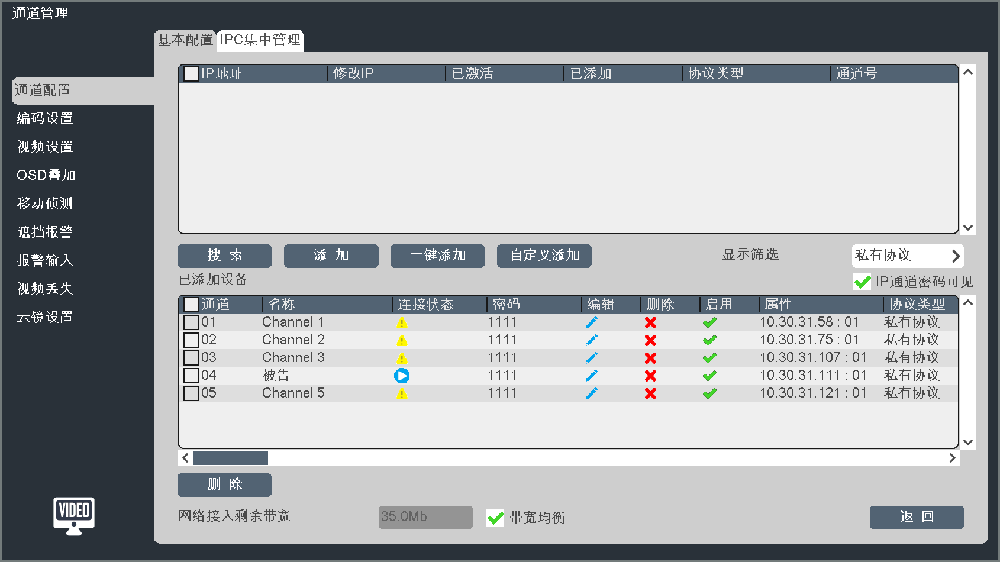 通道管理
基本配置 IPC集中管理
通道配置
编码设置
视频设置
OSD叠加
移动侦测
遮挡报警
报警输入
视频丢失
云镜设置
VIDEO
IP地址 修改IP 已激活 已添加 协议类型 通道号
搜 索 添 加 一键添加 自定义添加 显示筛选 私有协议
已添加设备 IP通道密码可见
通道 名称 连接状态 密码 编辑 删除 启用 属性 协议类型
01 Channel 1 1111 10.30.31.58 : 01 私有协议
02 Channel 2 1111 10.30.31.75 : 01 私有协议
03 Channel 3 1111 10.30.31.107 : 01 私有协议
04 被告 1111 10.30.31.111 : 01 私有协议
05 Channel 5 1111 10.30.31.121 : 01 私有协议
删 除
网络接入剩余带宽 35.0Mb 带宽均衡 返 回